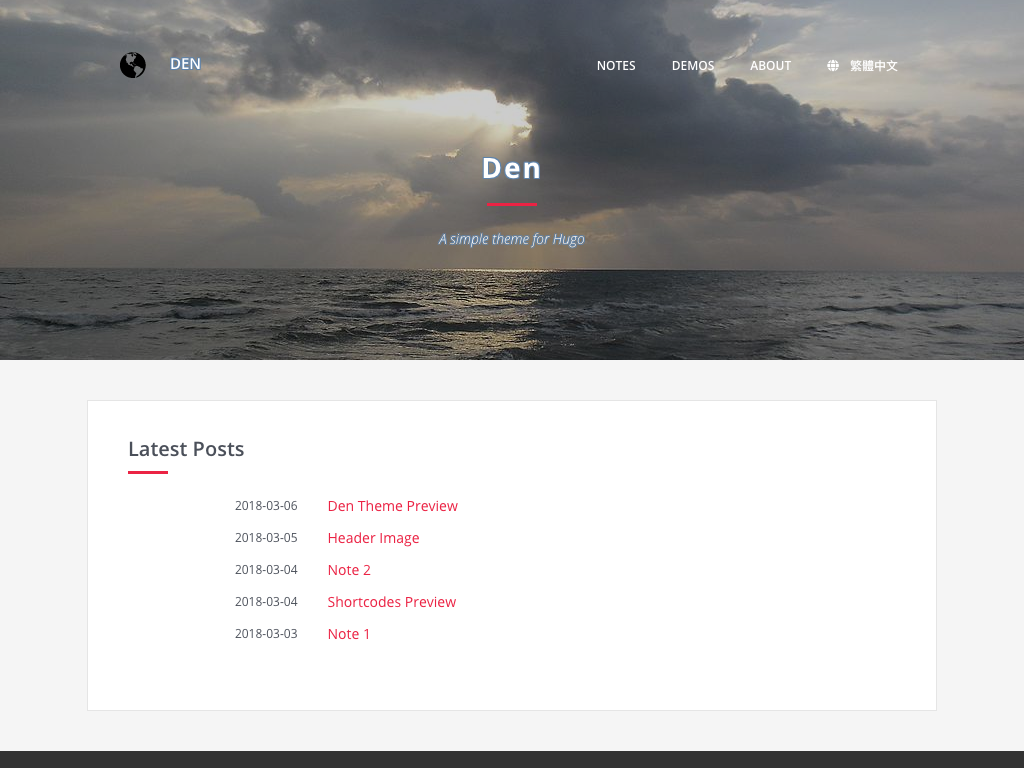 DEN
NOTES DEMOS ABOUT 繁體中文
Den
A simple theme for Hugo
Latest Posts
2018-03-06 Den Theme Preview
2018-03-05 Header Image
2018-03-04 Note 2
2018-03-04 Shortcodes Preview
2018-03-03 Note 1